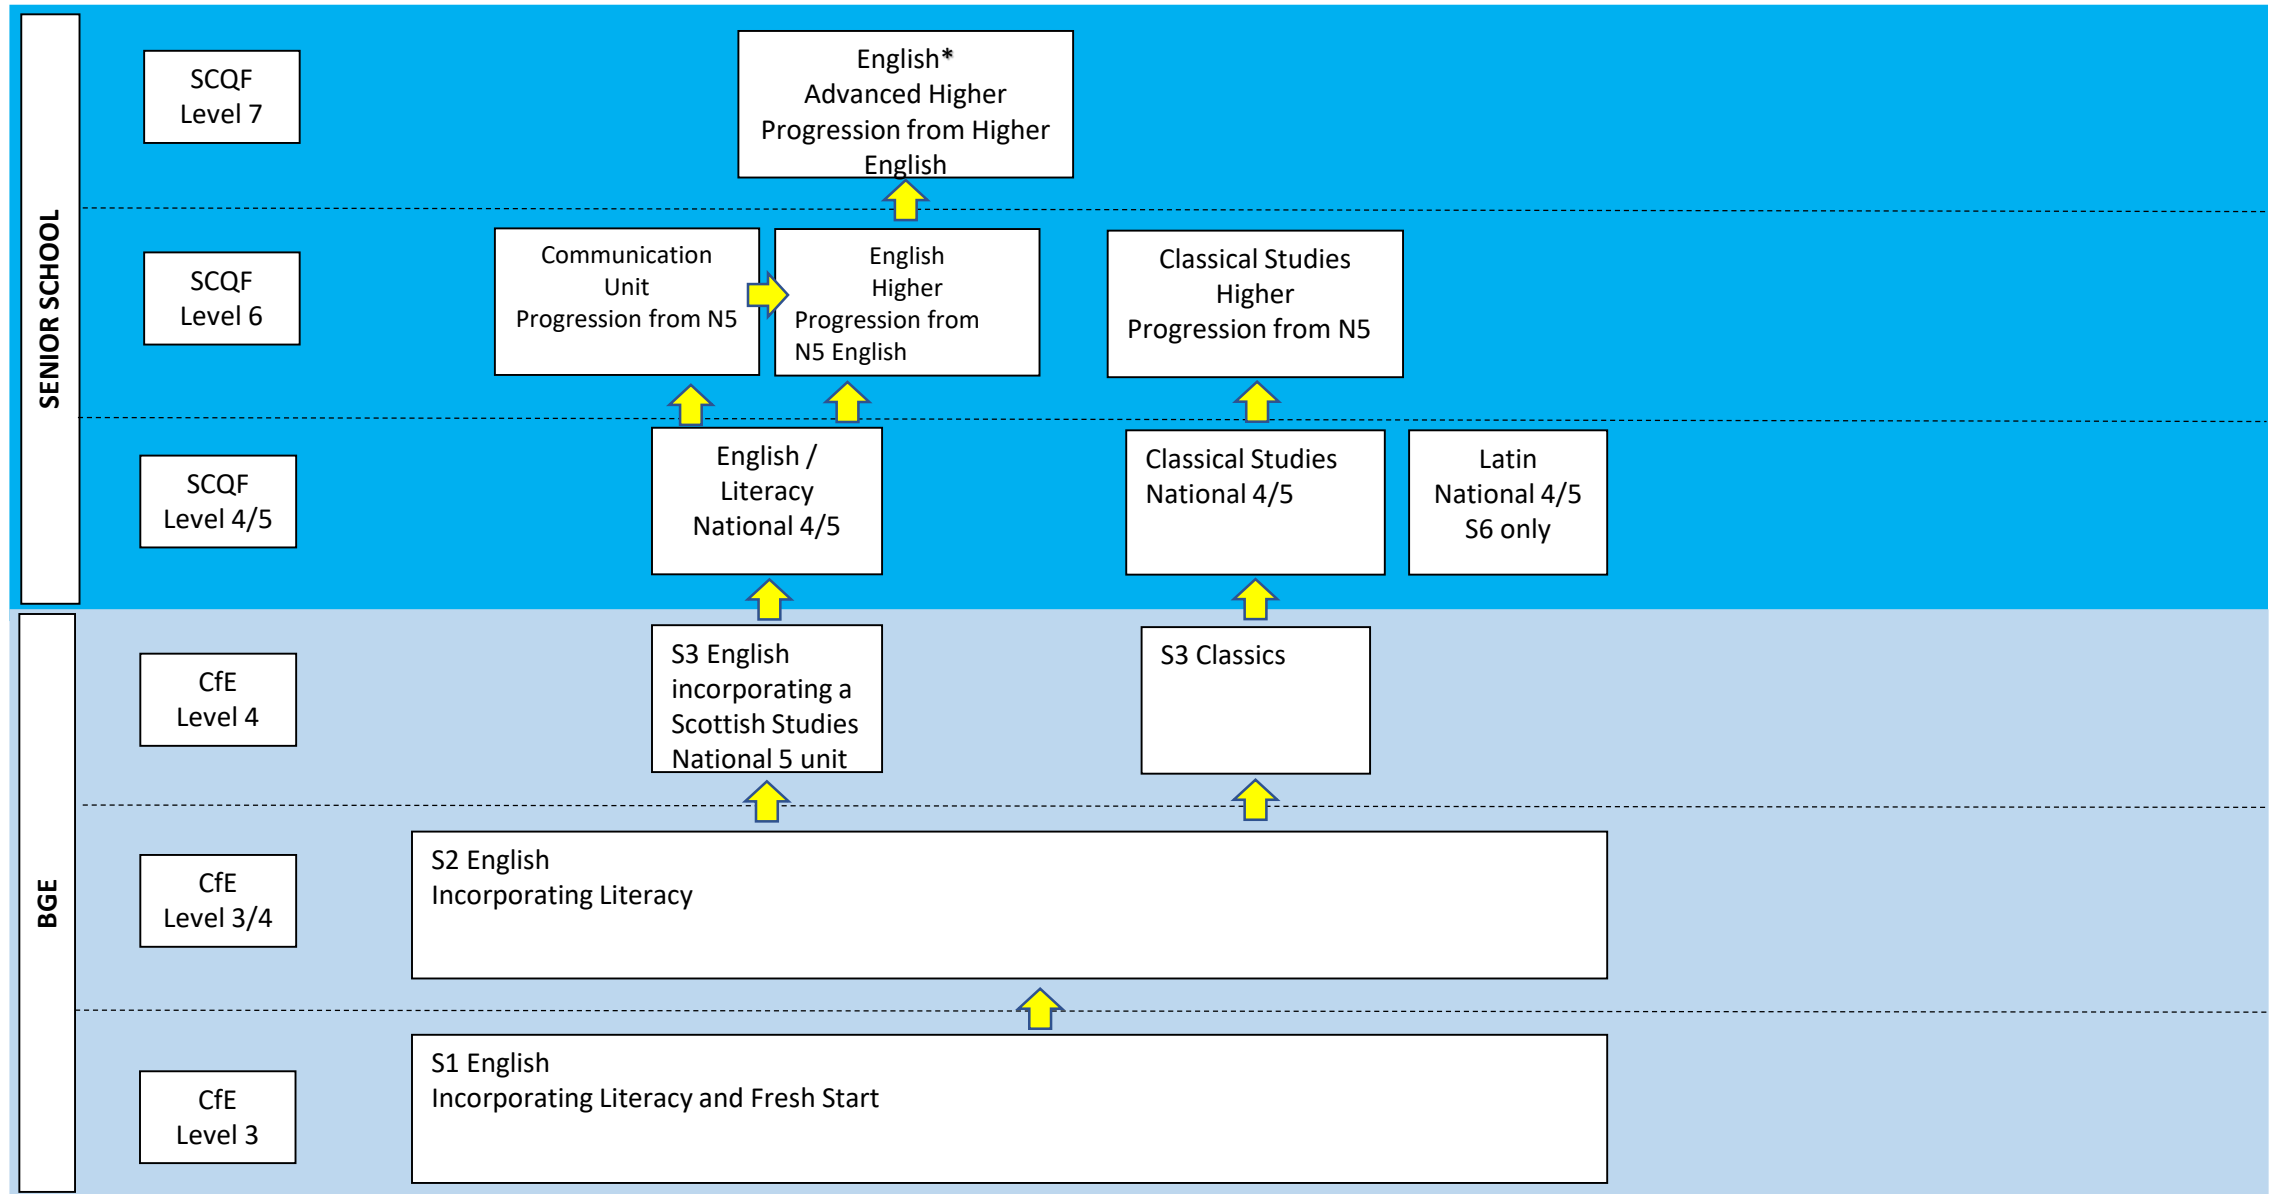 SENIOR SCHOOL
SCQF
Level 7
English*
Advanced Higher
Progression from Higher
English
SCQF
Level 6
Communication
Unit
Progression from N5
English
Higher
Progression from
N5 English
Classical Studies
Higher
Progression from N5
SCQF
Level 4/5
English /
Literacy
National 4/5
Classical Studies
National 4/5
Latin
National 4/5
S6 only
BGE
CfE
Level 4
S3 English
incorporating a
Scottish Studies
National 5 unit
S3 Classics
CfE
Level 3/4
S2 English
Incorporating Literacy
CfE
Level 3
S1 English
Incorporating Literacy and Fresh Start